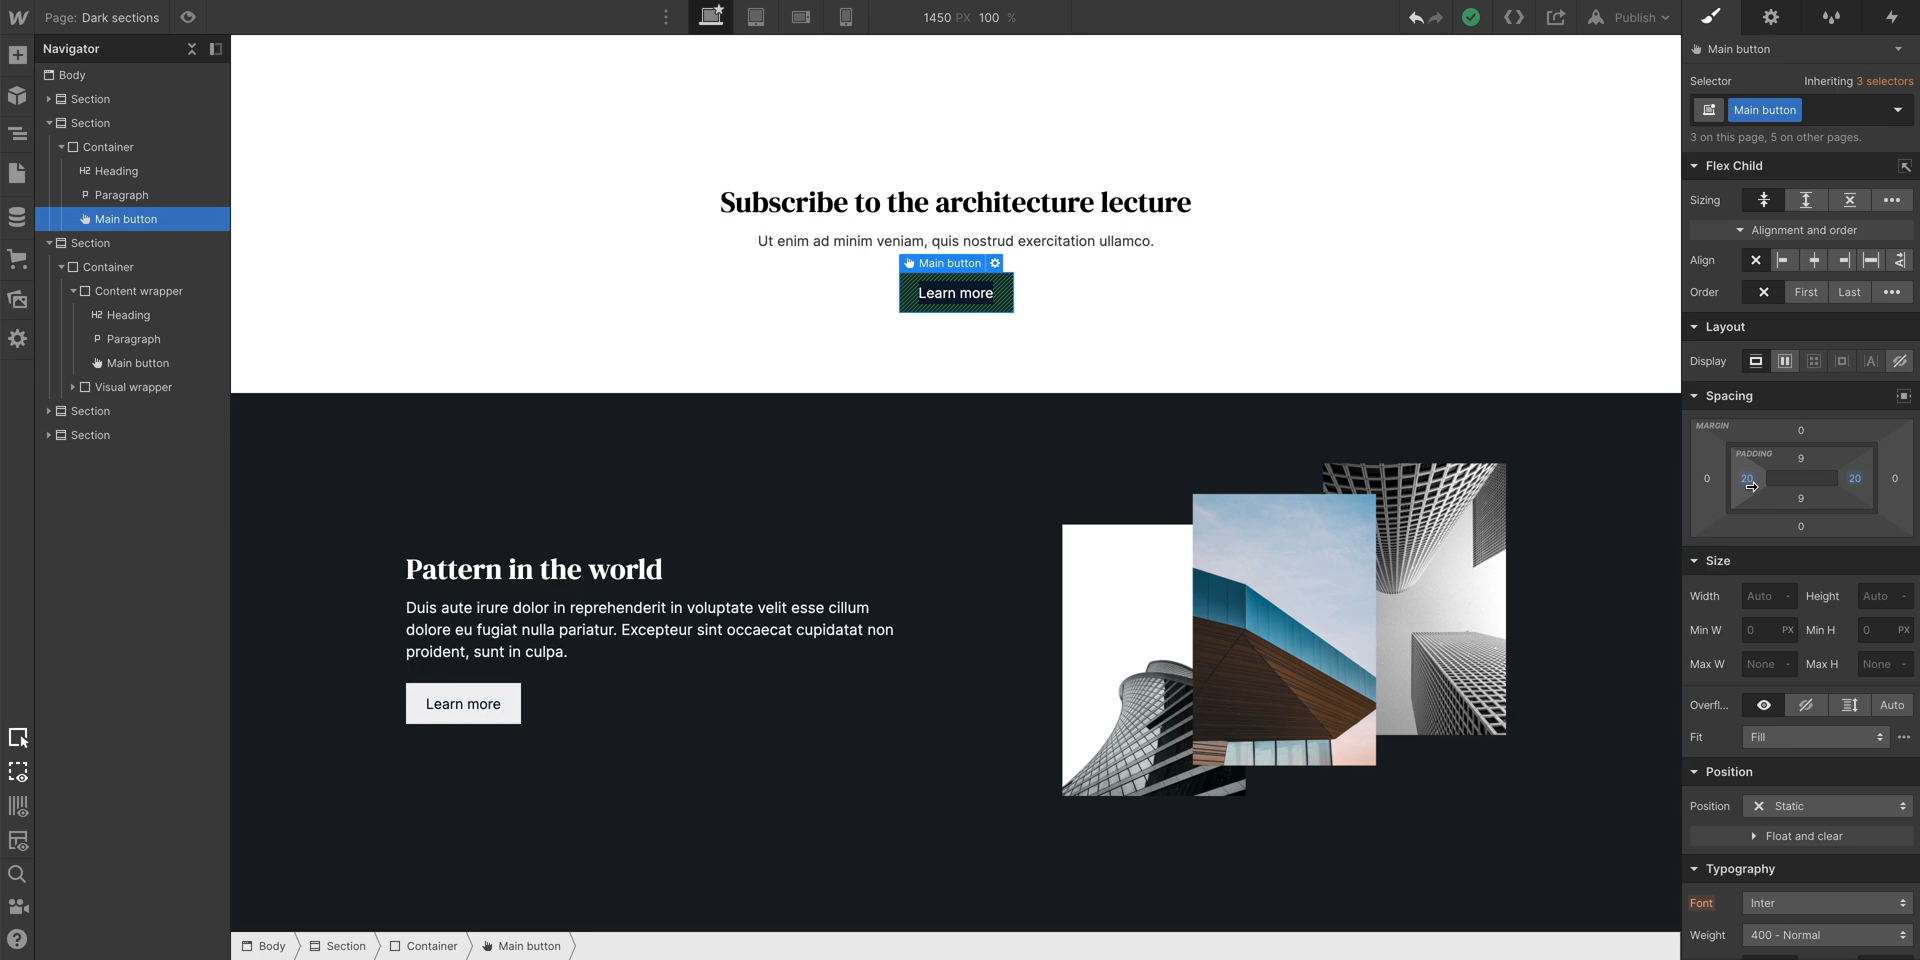 Page: Dark sections
1450 PX 100 %
Publish
Navigator
Body
Section
Section
Container
H2 Heading
P Paragraph
Main button
Section
Container
Content wrapper
H2 Heading
P Paragraph
Main button
Visual wrapper
Section
Section
Subscribe to the architecture lecture
Ut enim ad minim veniam, quis nostrud exercitation ullamco.
Main button
Learn more
Pattern in the world
Duis aute irure dolor in reprehenderit in voluptate velit esse cillum
dolore eu fugiat nulla pariatur. Excepteur sint occaecat cupidatat non
proident, sunt in culpa.
Learn more
Body Section Container Main button
Main button
Selector Inheriting 3 selectors
Main button
3 on this page, 5 on other pages.
Flex Child
Sizing
Alignment and order
Align
Order First Last
Layout
Display
Spacing
MARGIN
0
PADDING
9
0 20 20 0
9
0
Size
Width Auto - Height Auto -
Min W 0 PX Min H 0 PX
Max W None - Max H None -
Overfl... Auto
Fit Fill
Position
Position Static
Float and clear
Typography
Font Inter
Weight 400 - Normal